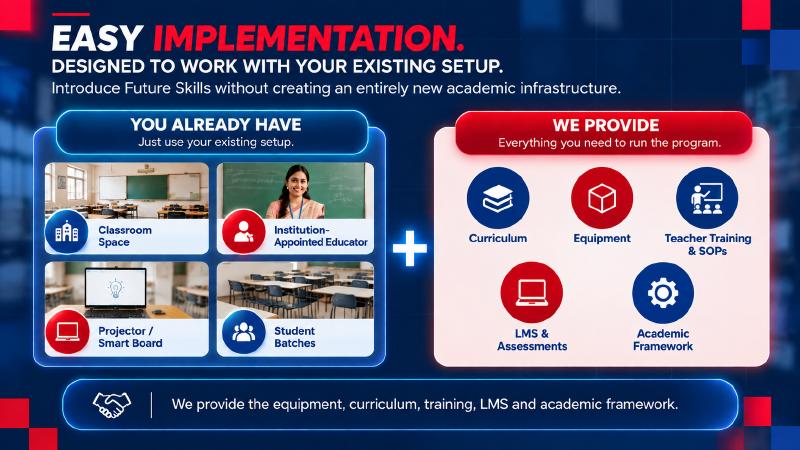 EASY IMPLEMENTATION.
DESIGNED TO WORK WITH YOUR EXISTING SETUP.
Introduce Future Skills without creating an entirely new academic infrastructure.
YOU ALREADY HAVE
Just use your existing setup.
Classroom
Space
Institution-
Appointed Educator
Projector /
Smart Board
Student
Batches
+
WE PROVIDE
Everything you need to run the program.
Curriculum
Equipment
Teacher Training
& SOPs
LMS &
Assessments
Academic
Framework
We provide the equipment, curriculum, training, LMS and academic framework.